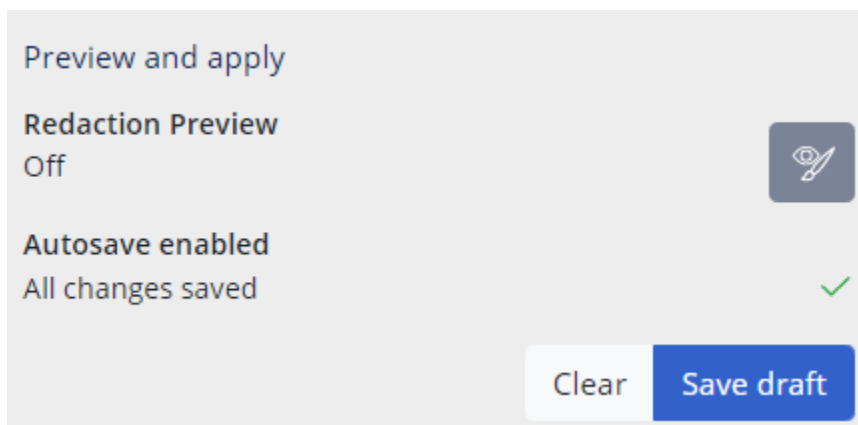 Preview and apply
Redaction Preview
Off
Autosave enabled
All changes saved
Clear
Save draft